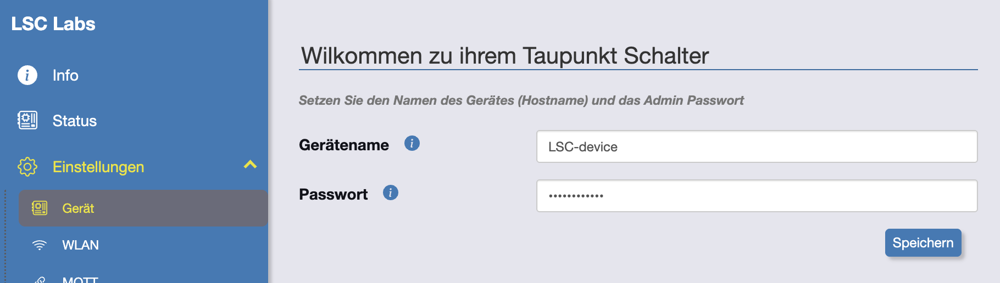 LSC Labs
Info
Status
Einstellungen
Gerät
WLAN
MQTT
Wilkommen zu ihrem Taupunkt Schalter
Setzen Sie den Namen des Gerätes (Hostname) und das Admin Passwort
Gerätename
LSC-device
Passwort
••••••••••••
Speichern